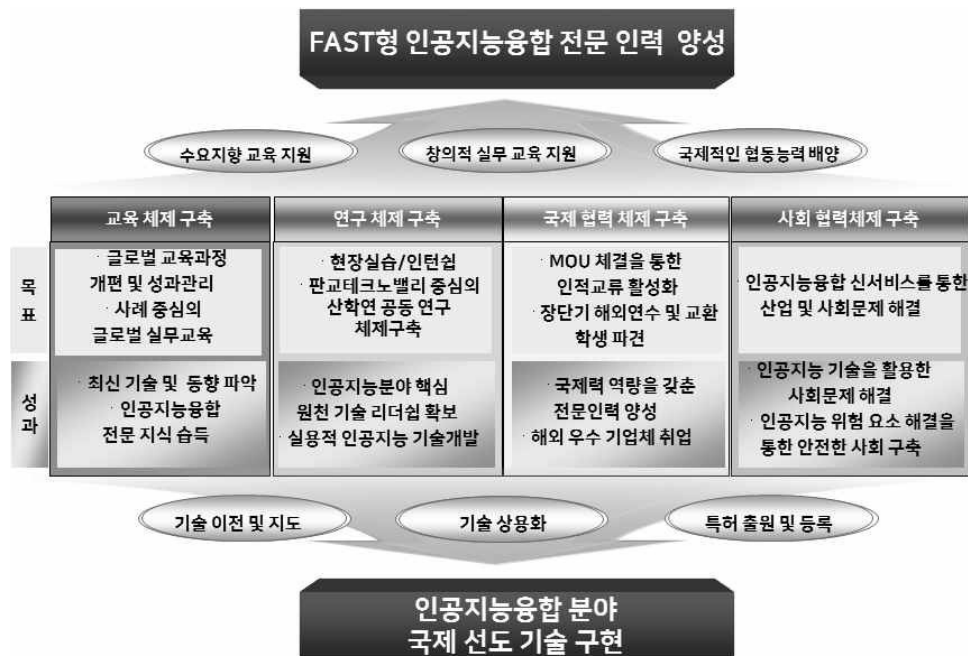 FAST형 인공지능융합 전문 인력 양성
수요지향 교육 지원
창의적 실무 교육 지원
국제적인 협동능력 배양
교육 체제 구축
연구 체제 구축
국제 협력 체제 구축
사회 협력체제 구축
목
표
· 글로벌 교육과정
개편 및 성과관리
· 사례 중심의
글로벌 실무교육
· 현장실습/인턴쉽
· 판교테크노밸리 중심의
산학연 공동 연구
체제구축
· MOU 체결을 통한
인적교류 활성화
· 장단기 해외연수 및 교환
학생 파견
· 인공지능융합 신서비스를 통한
산업 및 사회문제 해결
성
과
· 최신 기술 및 동향 파악
· 인공지능융합
전문 지식 습득
· 인공지능분야 핵심
원천 기술 리더쉽 확보
· 실용적 인공지능 기술개발
· 국제력 역량을 갖춘
전문인력 양성
· 해외 우수 기업체 취업
· 인공지능 기술을 활용한
사회문제 해결
· 인공지능 위험 요소 해결을
통한 안전한 사회 구축
기술 이전 및 지도
기술 상용화
특허 출원 및 등록
인공지능융합 분야
국제 선도 기술 구현